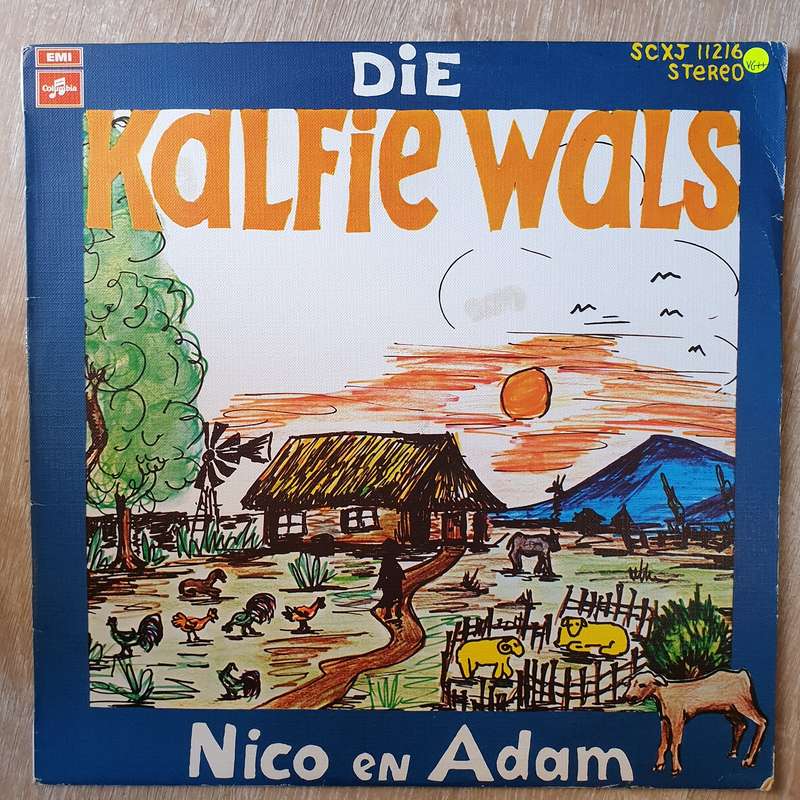 EMI
Columbia
DiE
SCXJ 11216
STEREO
VG++
KALFiE WALS
Nico EN Adam